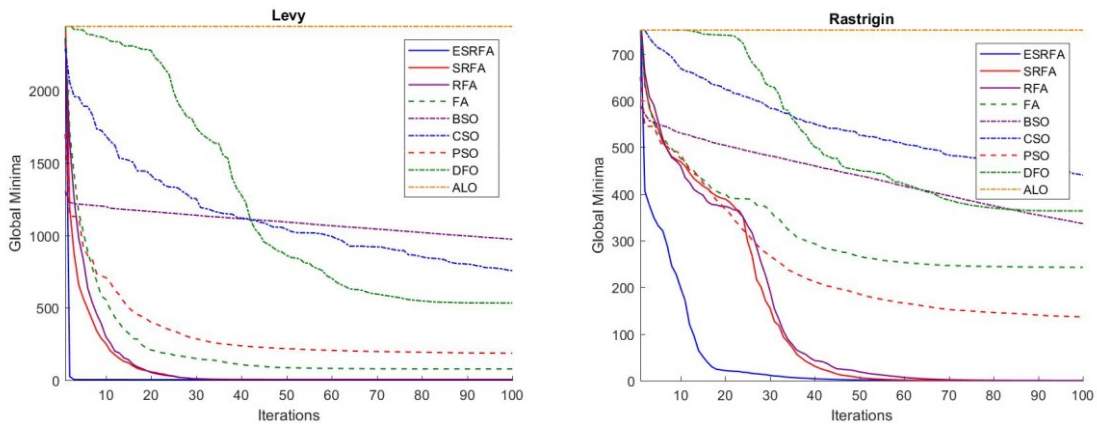 Levy
Global Minima
2000
1500
1000
500
0
10 20 30 40 50 60 70 80 90 100
Iterations
ESRFA
SRFA
RFA
FA
BSO
CSO
PSO
DFO
ALO
Rastrigin
Global Minima
700
600
500
400
300
200
100
0
10 20 30 40 50 60 70 80 90 100
Iterations
ESRFA
SRFA
RFA
FA
BSO
CSO
PSO
DFO
ALO